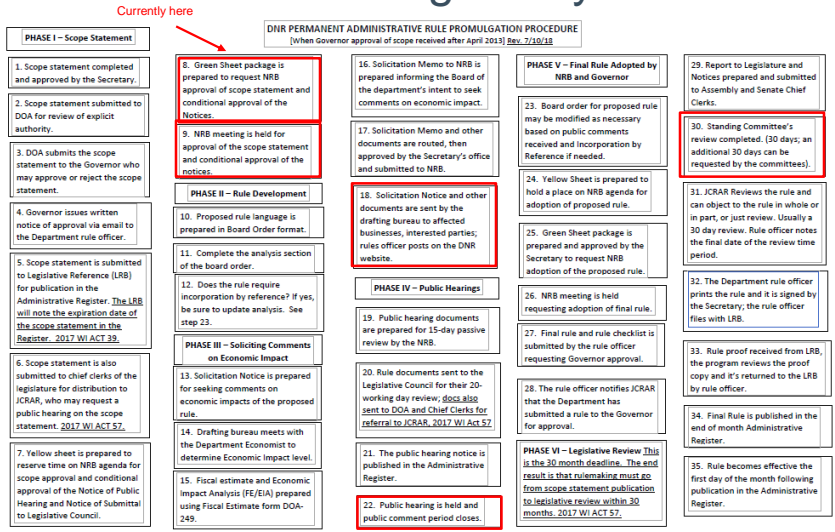 Currently here
DNR PERMANENT ADMINISTRATIVE RULE PROMULGATION PROCEDURE
[When Governor approval of scope received after April 2013] Rev. 7/10/18
PHASE I – Scope Statement
1. Scope statement completed
and approved by the Secretary.
2. Scope statement submitted to
DOA for review of explicit
authority.
3. DOA submits the scope
statement to the Governor who
may approve or reject the scope
statement.
4. Governor issues written
notice of approval via email to
the Department rule officer.
5. Scope statement is submitted
to Legislative Reference (LRB)
for publication in the
Administrative Register. The LRB
will note the expiration date of
the scope statement in the
Register. 2017 WI ACT 39.
6. Scope statement is also
submitted to chief clerks of the
legislature for distribution to
JCRAR, who may request a
public hearing on the scope
statement. 2017 WI ACT 57.
7. Yellow sheet is prepared to
reserve time on NRB agenda for
scope approval and conditional
approval of the Notice of Public
Hearing and Notice of Submittal
to Legislative Council.
8. Green Sheet package is
prepared to request NRB
approval of scope statement and
conditional approval of the
Notices.
9. NRB meeting is held for
approval of the scope statement
and conditional approval of the
notices.
PHASE II – Rule Development
10. Proposed rule language is
prepared in Board Order format.
11. Complete the analysis section
of the board order.
12. Does the rule require
incorporation by reference? If yes,
be sure to update analysis. See
step 23.
PHASE III – Soliciting Comments
on Economic Impact
13. Solicitation Notice is prepared
for seeking comments on
economic impacts of the proposed
rule.
14. Drafting bureau meets with
the Department Economist to
determine Economic Impact level.
15. Fiscal estimate and Economic
Impact Analysis (FE/EIA) prepared
using Fiscal Estimate form DOA-
249.
16. Solicitation Memo to NRB is
prepared informing the Board of
the department's intent to seek
comments on economic impact.
17. Solicitation Memo and other
documents are routed, then
approved by the Secretary's office
and submitted to NRB.
18. Solicitation Notice and other
documents are sent by the
drafting bureau to affected
businesses, interested parties;
rules officer posts on the DNR
website.
PHASE IV – Public Hearings
19. Public hearing documents
are prepared for 15-day passive
review by the NRB.
20. Rule documents sent to the
Legislative Council for their 20-
working day review; docs also
sent to DOA and Chief Clerks for
referral to JCRAR, 2017 WI ACT 57
21. The public hearing notice is
published in the Administrative
Register.
22. Public hearing is held and
public comment period closes.
PHASE V – Final Rule Adopted by
NRB and Governor
23. Board order for proposed rule
may be modified as necessary
based on public comments
received and Incorporation by
Reference if needed.
24. Yellow Sheet is prepared to
hold a place on NRB agenda for
adoption of proposed rule.
25. Green Sheet package is
prepared and approved by the
Secretary to request NRB
adoption of the proposed rule.
26. NRB meeting is held
requesting adoption of final rule.
27. Final rule and rule checklist is
submitted by the rule officer
requesting Governor approval.
28. The rule officer notifies JCRAR
that the Department has
submitted a rule to the Governor
for approval.
PHASE VI – Legislative Review This
is the 30 month deadline. The end
result is that rulemaking must go
from scope statement publication
to legislative review within 30
months. 2017 WI ACT 57.
29. Report to Legislature and
Notices prepared and submitted
to Assembly and Senate Chief
Clerks.
30. Standing Committee's
review completed. (30 days; an
additional 30 days can be
requested by the committees).
31. JCRAR Reviews the rule and
can object to the rule in whole or
in part, or just review. Usually a
30 day review. Rule officer notes
the final date of the review time
period.
32. The Department rule officer
prints the rule and it is signed by
the Secretary; the rule officer
files with LRB.
33. Rule proof received from LRB,
the program reviews the proof
copy and it's returned to the LRB
by rule officer.
34. Final Rule is published in the
end of month Administrative
Register.
35. Rule becomes effective the
first day of the month following
publication in the Administrative
Register.